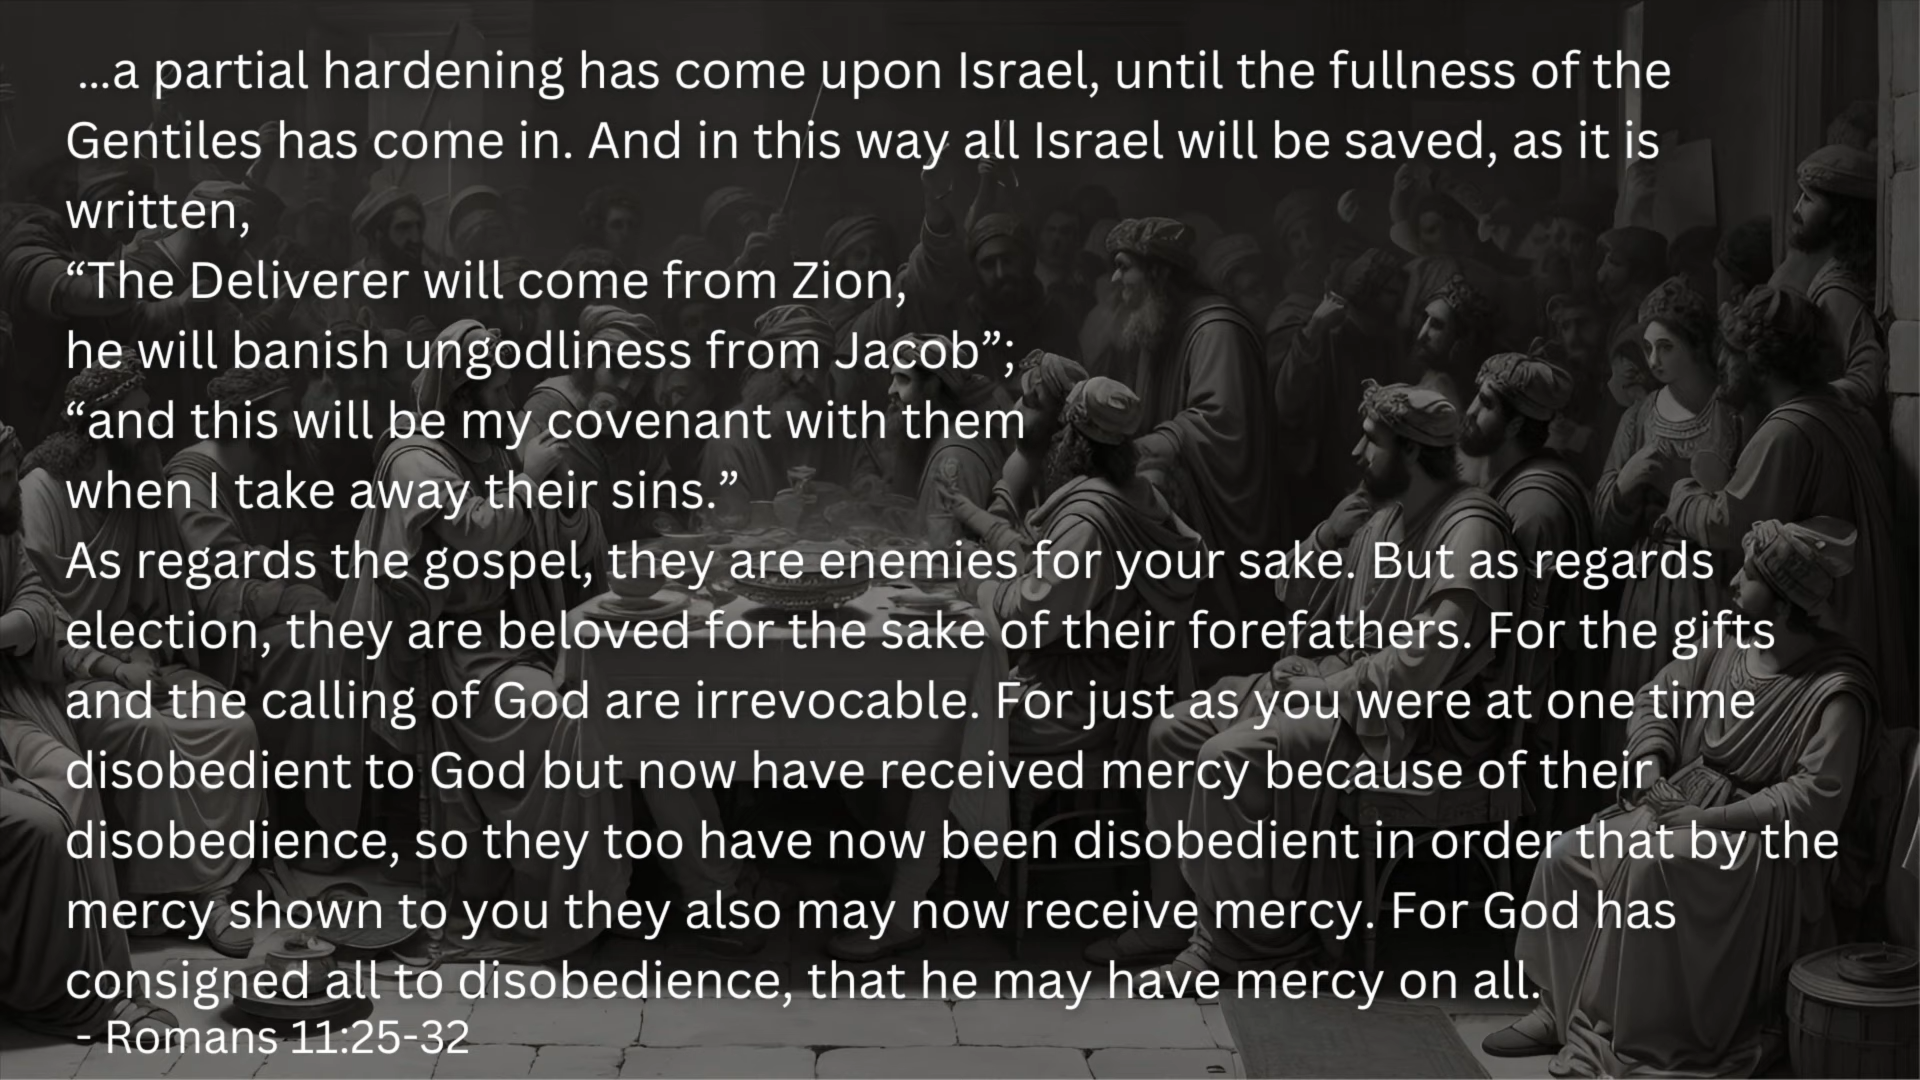 ...a partial hardening has come upon Israel, until the fullness of the
Gentiles has come in. And in this way all Israel will be saved, as it is
written,
“The Deliverer will come from Zion,
he will banish ungodliness from Jacob”;
“and this will be my covenant with them
when I take away their sins.”
As regards the gospel, they are enemies for your sake. But as regards
election, they are beloved for the sake of their forefathers. For the gifts
and the calling of God are irrevocable. For just as you were at one time
disobedient to God but now have received mercy because of their
disobedience, so they too have now been disobedient in order that by the
mercy shown to you they also may now receive mercy. For God has
consigned all to disobedience, that he may have mercy on all.
- Romans 11:25-32